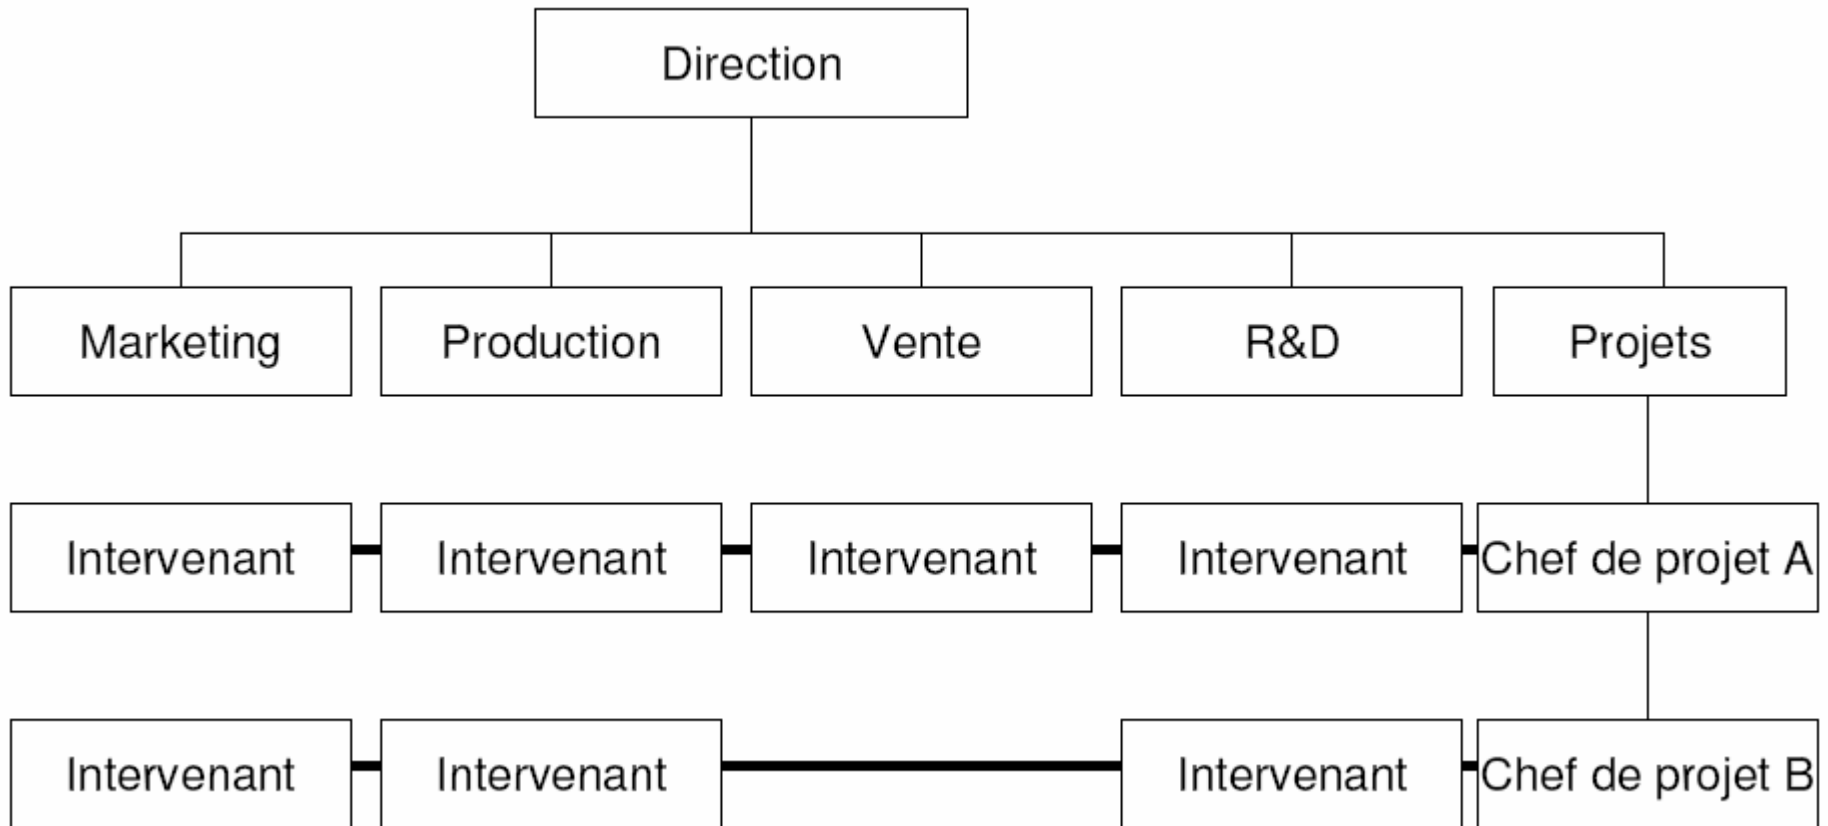 Direction
Marketing Production Vente R&D Projets
Intervenant Intervenant Intervenant Intervenant Chef de projet A
Intervenant Intervenant Intervenant Chef de projet B